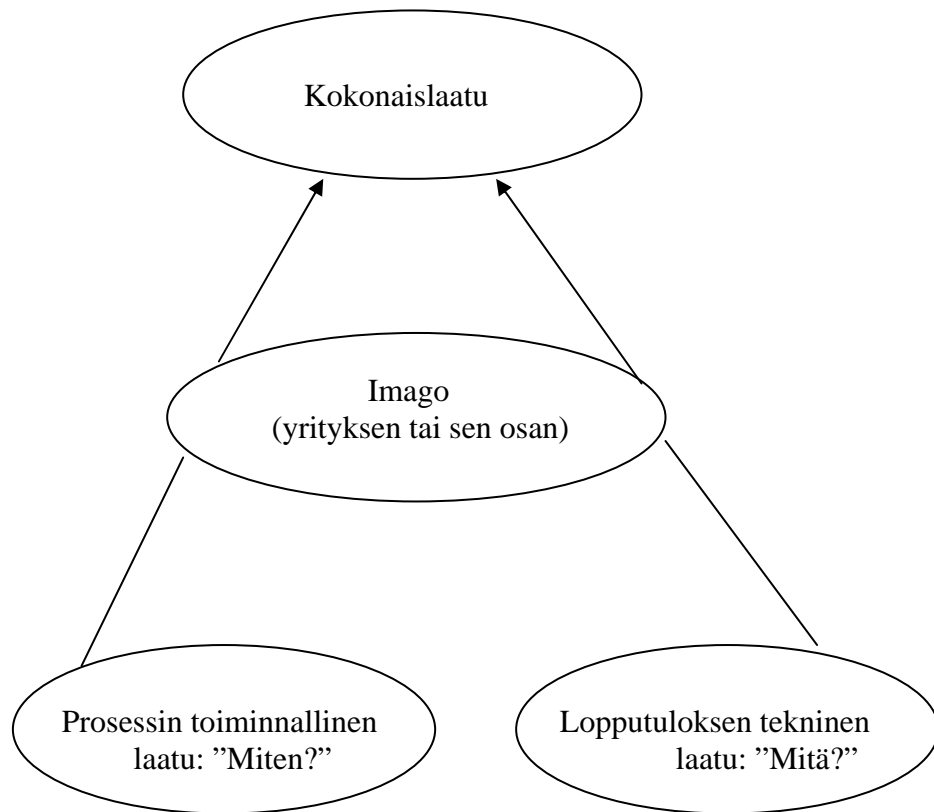 Kokonaislaatu
Imago
(yrityksen tai sen osan)
Prosessin toiminnallinen
laatu: ”Miten?”
Lopputuloksen tekninen
laatu: ”Mitä?”